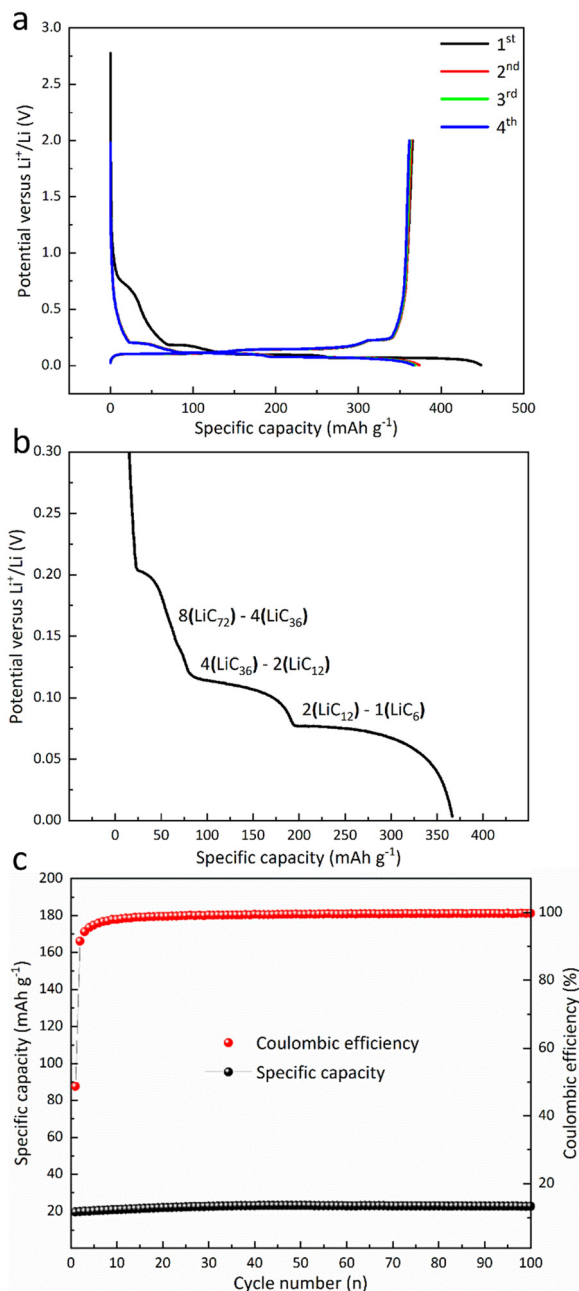 a
3.0
2.5
2.0
1.5
1.0
0.5
0.0
Potential versus Li⁺/Li (V)
1ˢᵗ
2ⁿᵈ
3ʳᵈ
4ᵗʰ
0 100 200 300 400 500
Specific capacity (mAh g⁻¹)
b
0.30
0.25
0.20
0.15
0.10
0.05
0.00
Potential versus Li⁺/Li (V)
8(LiC₇₂) - 4(LiC₃₆)
4(LiC₃₆) - 2(LiC₁₂)
2(LiC₁₂) - 1(LiC₆)
0 50 100 150 200 250 300 350 400
Specific capacity (mAh g⁻¹)
c
200
180
160
140
120
100
80
60
40
20
0
Specific capacity (mAh g⁻¹)
Coulombic efficiency
Specific capacity
100
80
60
40
20
Coulombic efficiency (%)
0 10 20 30 40 50 60 70 80 90 100
Cycle number (n)